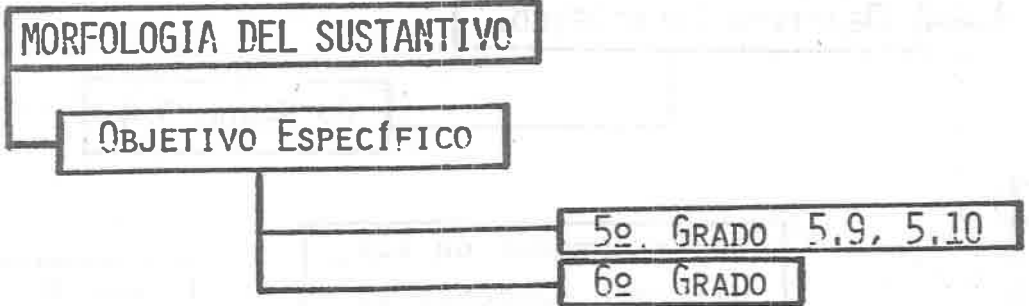 MORFOLOGIA DEL SUSTANTIVO
OBJETIVO ESPECÍFICO
5º. GRADO 5.9, 5.10
6º GRADO